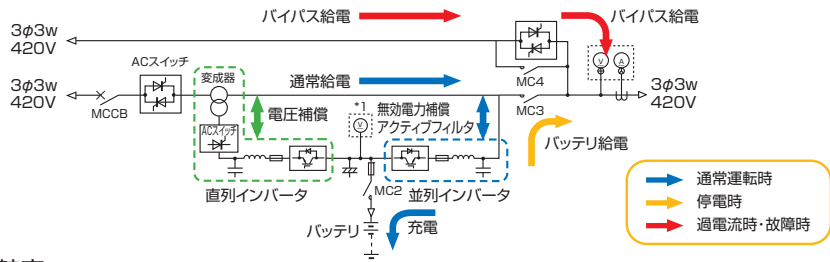 バイパス給電
バイパス給電
3φ3w
420V
ACスイッチ
変成器
通常給電
V
A
MC4
3φ3w
420V
MCCB
MC3
3φ3w
420V
電圧補償
*1
無効電力補償
アクティブフィルタ
V
ACスイッチ
バッテリ給電
直列インバータ
MC2
並列インバータ
バッテリ
充電
通常運転時
停電時
過電流時・故障時